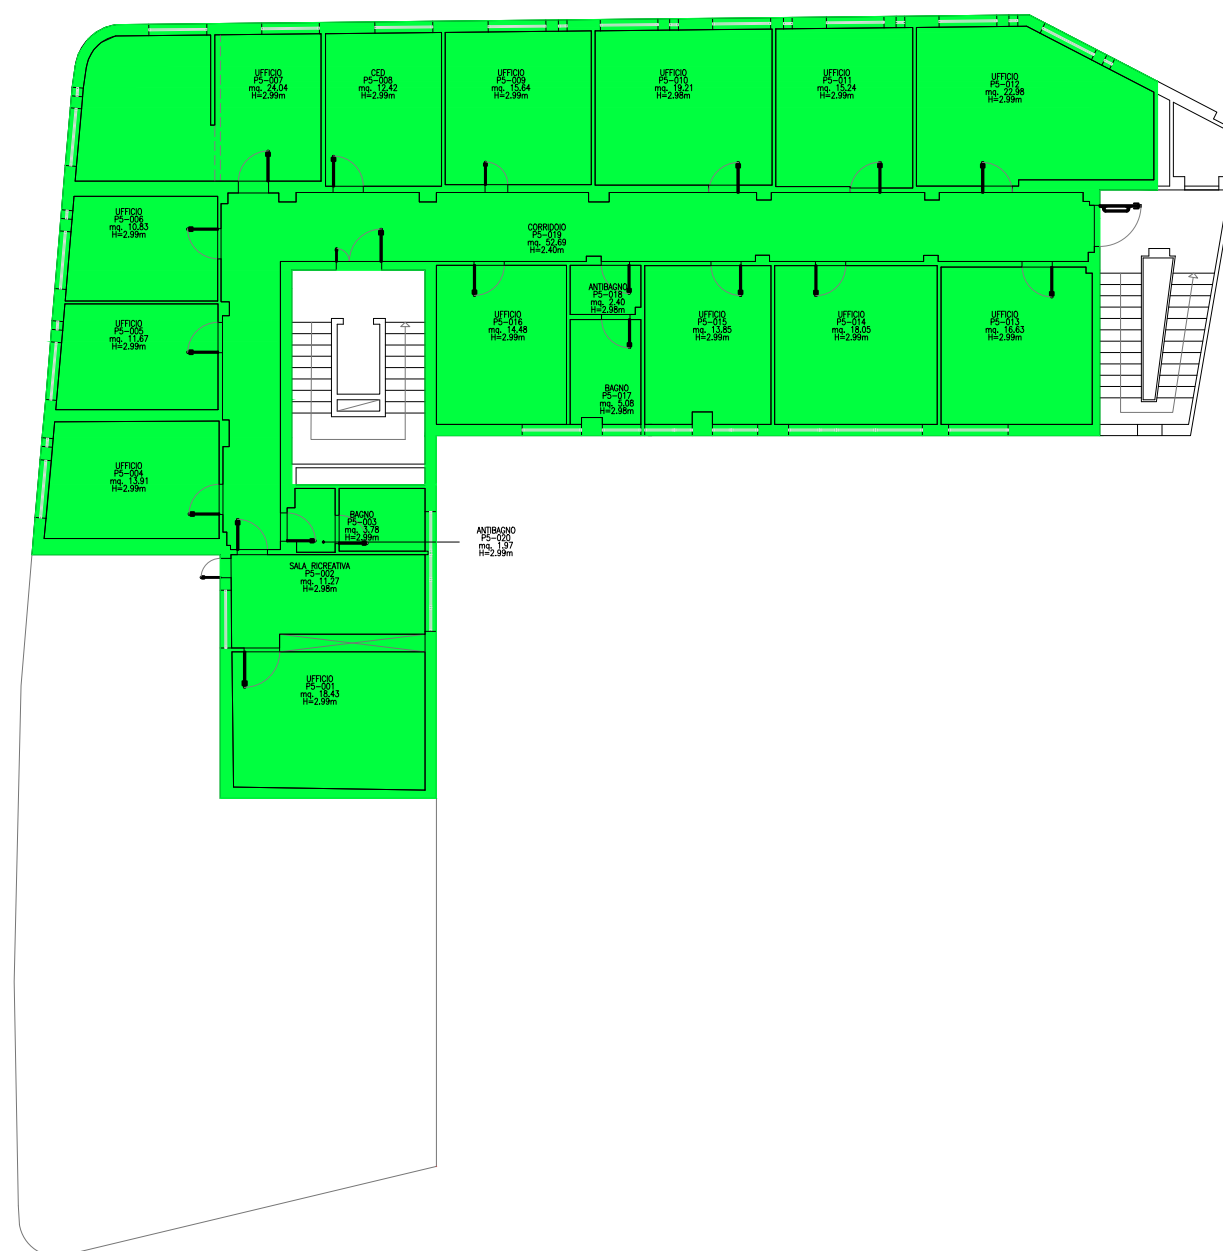 UFFICIO
P5-007
mq. 24.04
H=2.99m
CED
P5-008
mq. 12.42
H=2.99m
UFFICIO
P5-009
mq. 15.64
H=2.99m
UFFICIO
P5-010
mq. 19.21
H=2.98m
UFFICIO
P5-011
mq. 15.24
H=2.99m
UFFICIO
P5-012
mq. 22.98
H=2.99m
UFFICIO
P5-006
mq. 10.83
H=2.99m
CORRIDOIO
P5-019
mq. 52.69
H=2.40m
ANTIBAGNO
P5-018
mq. 2.40
H=2.98m
UFFICIO
P5-005
mq. 11.67
H=2.99m
UFFICIO
P5-016
mq. 14.48
H=2.99m
UFFICIO
P5-015
mq. 13.85
H=2.99m
UFFICIO
P5-014
mq. 18.05
H=2.99m
UFFICIO
P5-013
mq. 16.63
H=2.99m
BAGNO
P5-017
mq. 5.08
H=2.98m
UFFICIO
P5-004
mq. 13.91
H=2.99m
BAGNO
P5-003
mq. 3.78
H=2.99m
ANTIBAGNO
P5-020
mq. 1.97
H=2.99m
SALA RICREATIVA
P5-002
mq. 11.27
H=2.98m
UFFICIO
P5-001
mq. 18.43
H=2.99m